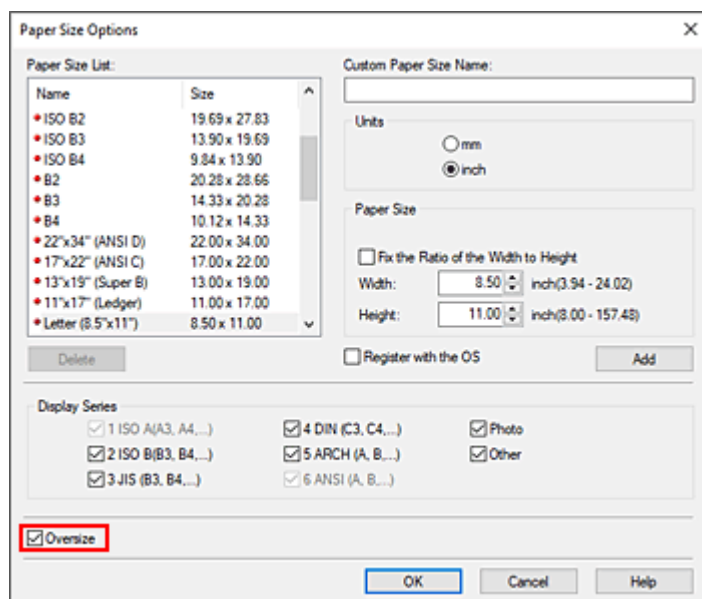 Paper Size Options
Paper Size List:
Name Size
ISO B2 19.69 x 27.83
ISO B3 13.90 x 19.69
ISO B4 9.84 x 13.90
B2 20.28 x 28.66
B3 14.33 x 20.28
B4 10.12 x 14.33
22"x34" (ANSI D) 22.00 x 34.00
17"x22" (ANSI C) 17.00 x 22.00
13"x19" (Super B) 13.00 x 19.00
11"x17" (Ledger) 11.00 x 17.00
Letter (8.5"x11") 8.50 x 11.00
Delete
Custom Paper Size Name:
Units
mm
inch
Paper Size
Fix the Ratio of the Width to Height
Width: 8.50 inch(3.94 - 24.02)
Height: 11.00 inch(8.00 - 157.48)
Register with the OS Add
Display Series
1 ISO A(A3, A4,...) 4 DIN (C3, C4,...) Photo
2 ISO B(B3, B4,...) 5 ARCH (A, B,...) Other
3 JIS (B3, B4,...) 6 ANSI (A, B,...)
Oversize
OK Cancel Help